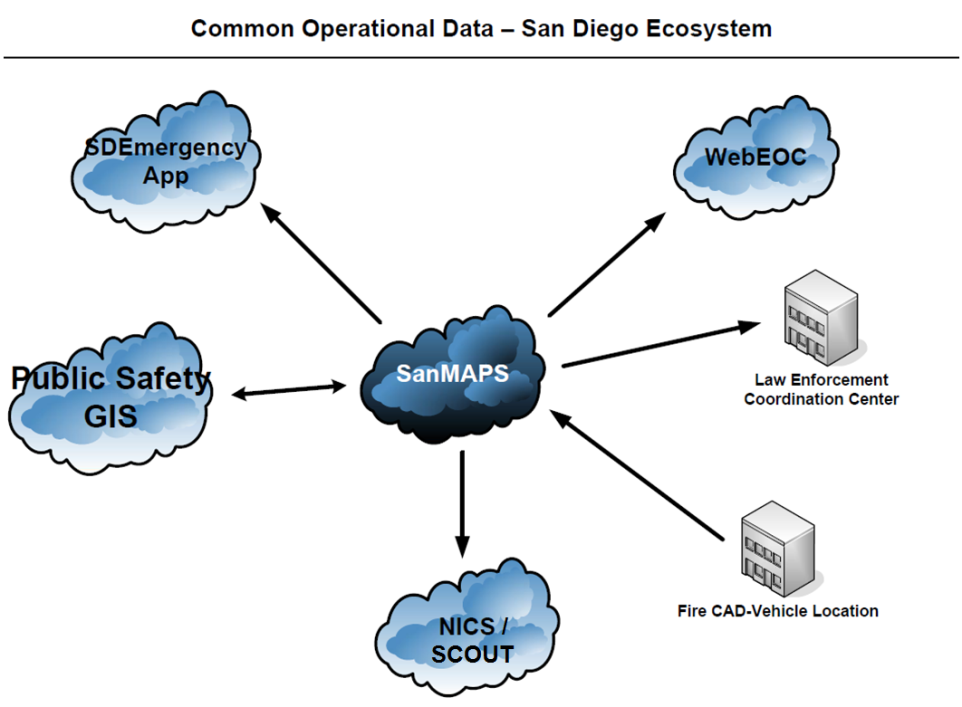 Common Operational Data – San Diego Ecosystem
SDEmergency
App
WebEOC
SanMAPS
Law Enforcement
Coordination Center
Public Safety
GIS
Fire CAD-Vehicle Location
NICS /
SCOUT